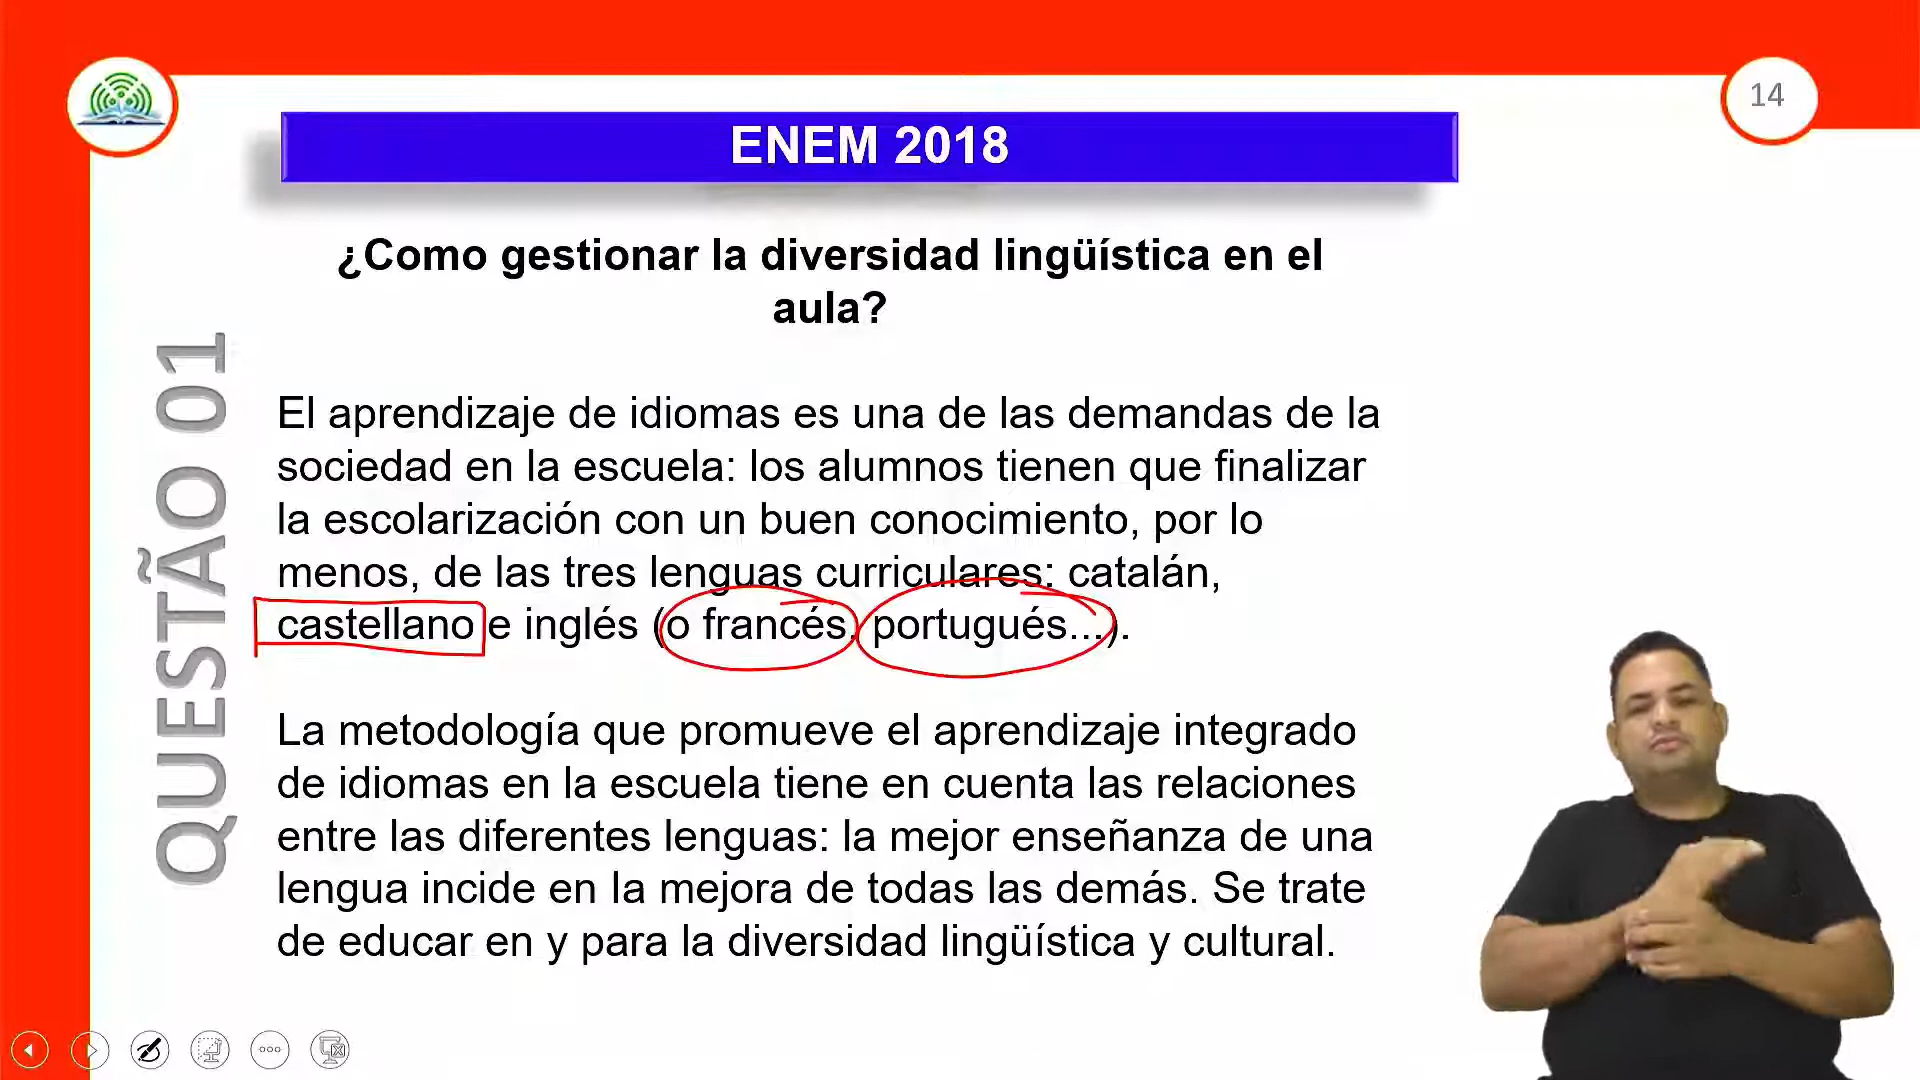 14
ENEM 2018
¿Como gestionar la diversidad lingüística en el
aula?
QUESTÃO 01
El aprendizaje de idiomas es una de las demandas de la
sociedad en la escuela: los alumnos tienen que finalizar
la escolarización con un buen conocimiento, por lo
menos, de las tres lenguas curriculares: catalán,
castellano e inglés (o francés, portugués...).
La metodología que promueve el aprendizaje integrado
de idiomas en la escuela tiene en cuenta las relaciones
entre las diferentes lenguas: la mejor enseñanza de una
lengua incide en la mejora de todas las demás. Se trate
de educar en y para la diversidad lingüística y cultural.